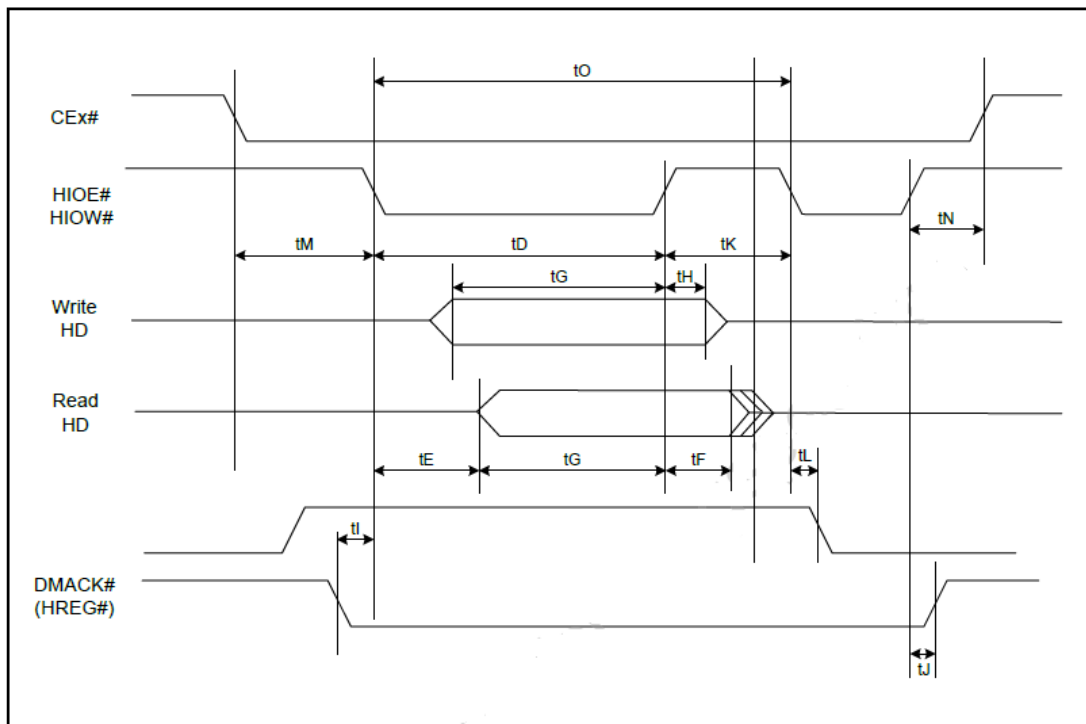 tO
CEx#
HIOE#
HIOW#
tN
tM
tD
tK
tG
tH
Write
HD
Read
HD
tE
tG
tF
tL
tI
DMACK#
(HREG#)
tJ